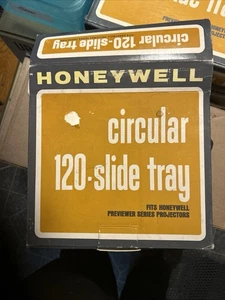 circular 120-slide tray
HONEYWELL
circular
120-slide tray
FITS HONEYWELL
PREVIEWER SERIES PROJECTORS